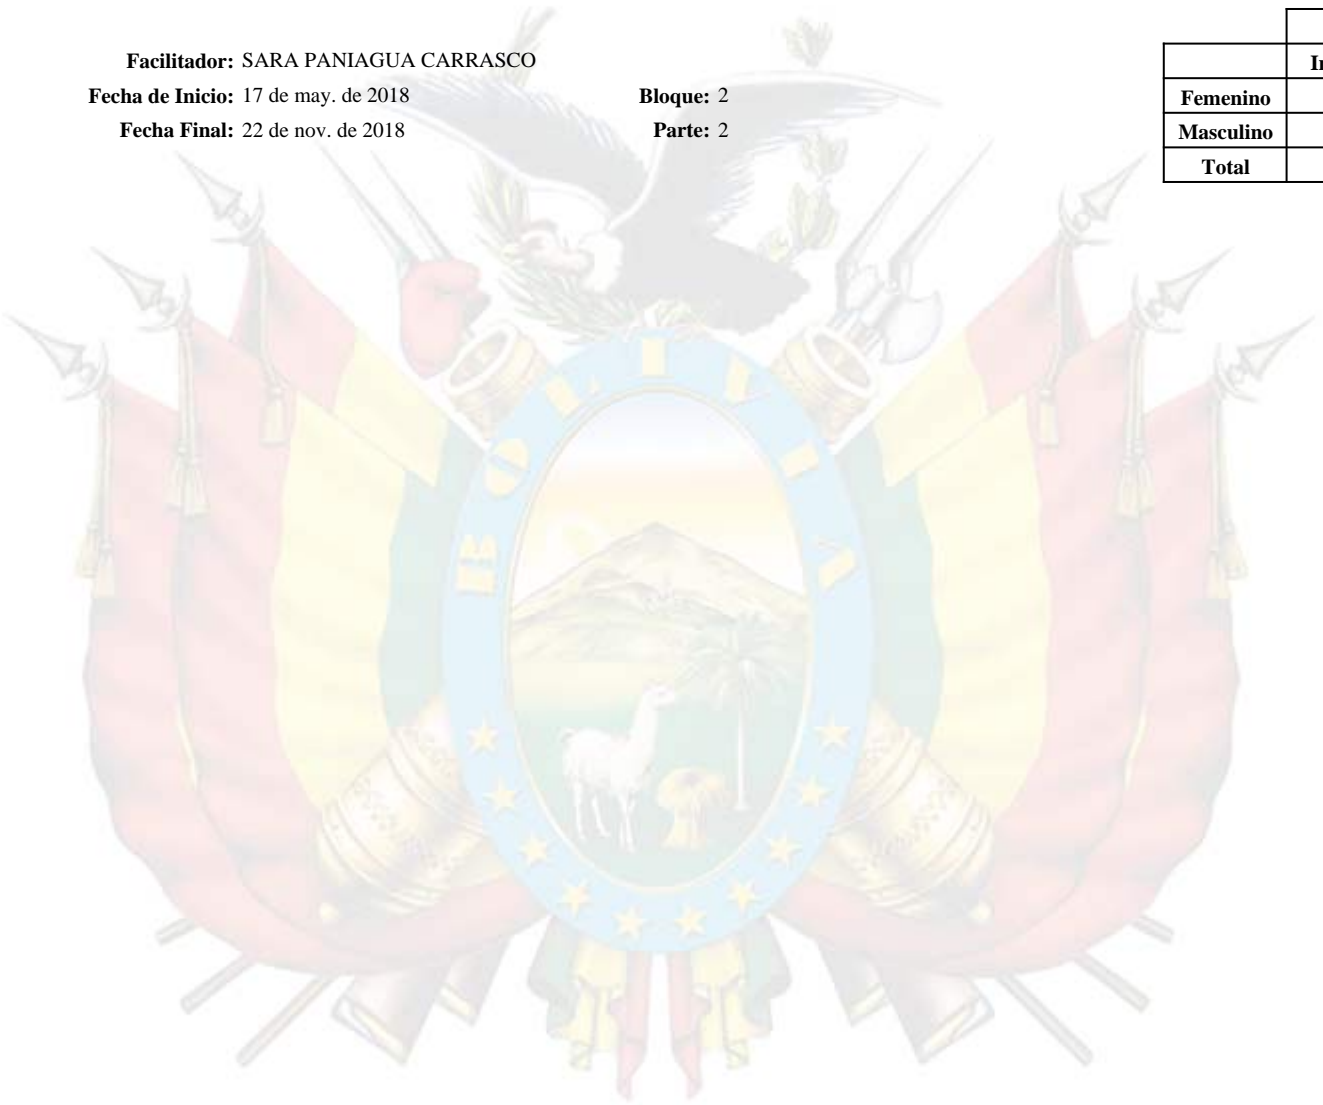 Facilitador: SARA PANIAGUA CARRASCO
Fecha de Inicio: 17 de may. de 2018 Bloque: 2
Fecha Final: 22 de nov. de 2018 Parte: 2
Femenino
Masculino
Total
BOLIVIA